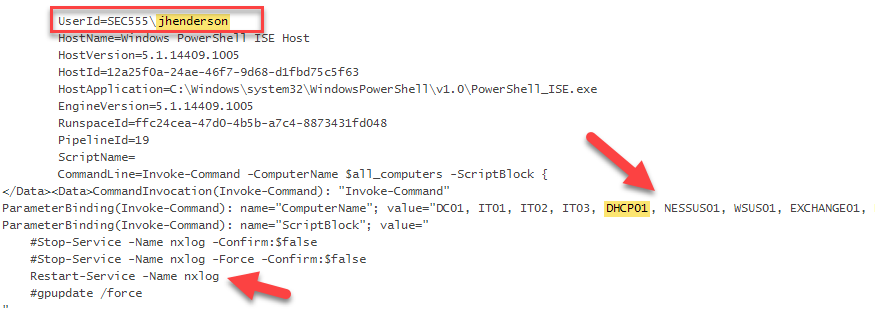 UserId=SEC555\jhenderson
HostName=Windows PowerShell ISE Host
HostVersion=5.1.14409.1005
HostId=12a25f0a-24ae-46f7-9d68-d1fbd75c5f63
HostApplication=C:\Windows\system32\WindowsPowerShell\v1.0\PowerShell_ISE.exe
EngineVersion=5.1.14409.1005
RunspaceId=ffc24cea-47d0-4b5b-a7c4-8873431fd048
PipelineId=19
ScriptName=
CommandLine=Invoke-Command -ComputerName $all_computers -ScriptBlock {
</Data><Data>CommandInvocation(Invoke-Command): "Invoke-Command"
ParameterBinding(Invoke-Command): name="ComputerName"; value="DC01, IT01, IT02, IT03, DHCP01, NESSUS01, WSUS01, EXCHANGE01,
ParameterBinding(Invoke-Command): name="ScriptBlock"; value="
#Stop-Service -Name nxlog -Confirm:$false
#Stop-Service -Name nxlog -Force -Confirm:$false
Restart-Service -Name nxlog
#gpupdate /force
"